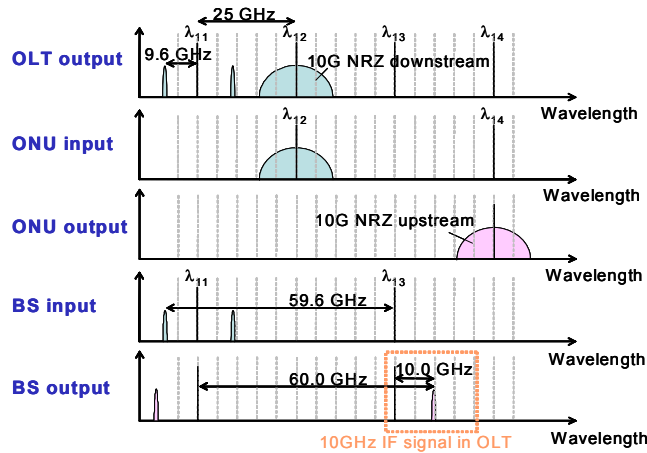 25 GHz
9.6 GHz
λ11 λ12 λ13 λ14
OLT output
10G NRZ downstream
Wavelength
λ12 λ14
ONU input
Wavelength
ONU output
10G NRZ upstream
Wavelength
λ11 λ13
BS input
59.6 GHz
Wavelength
10.0 GHz
60.0 GHz
BS output
Wavelength
10GHz IF signal in OLT